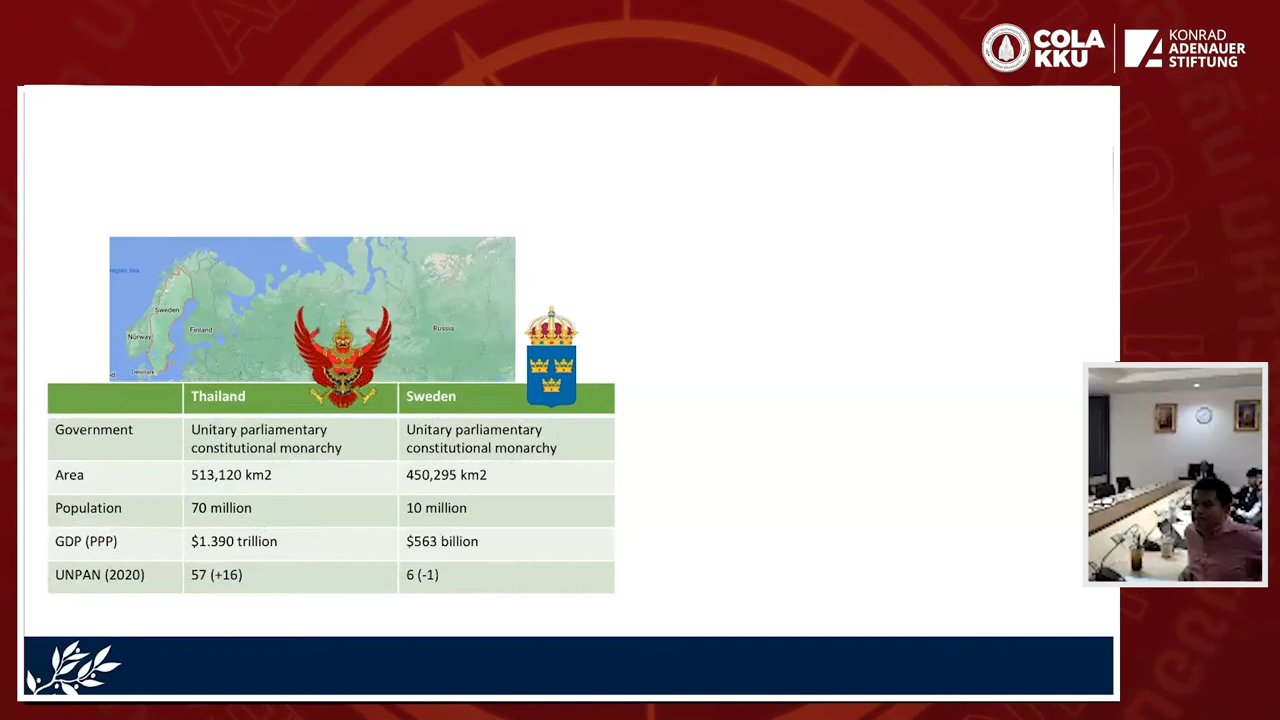 COLA
KKU
KONRAD
ADENAUER
STIFTUNG
Sweden
Finland
Norway
Denmark
Russia
Thailand
Sweden
Government
Unitary parliamentary
constitutional monarchy
Unitary parliamentary
constitutional monarchy
Area
513,120 km2
450,295 km2
Population
70 million
10 million
GDP (PPP)
$1.390 trillion
$563 billion
UNPAN (2020)
57 (+16)
6 (-1)